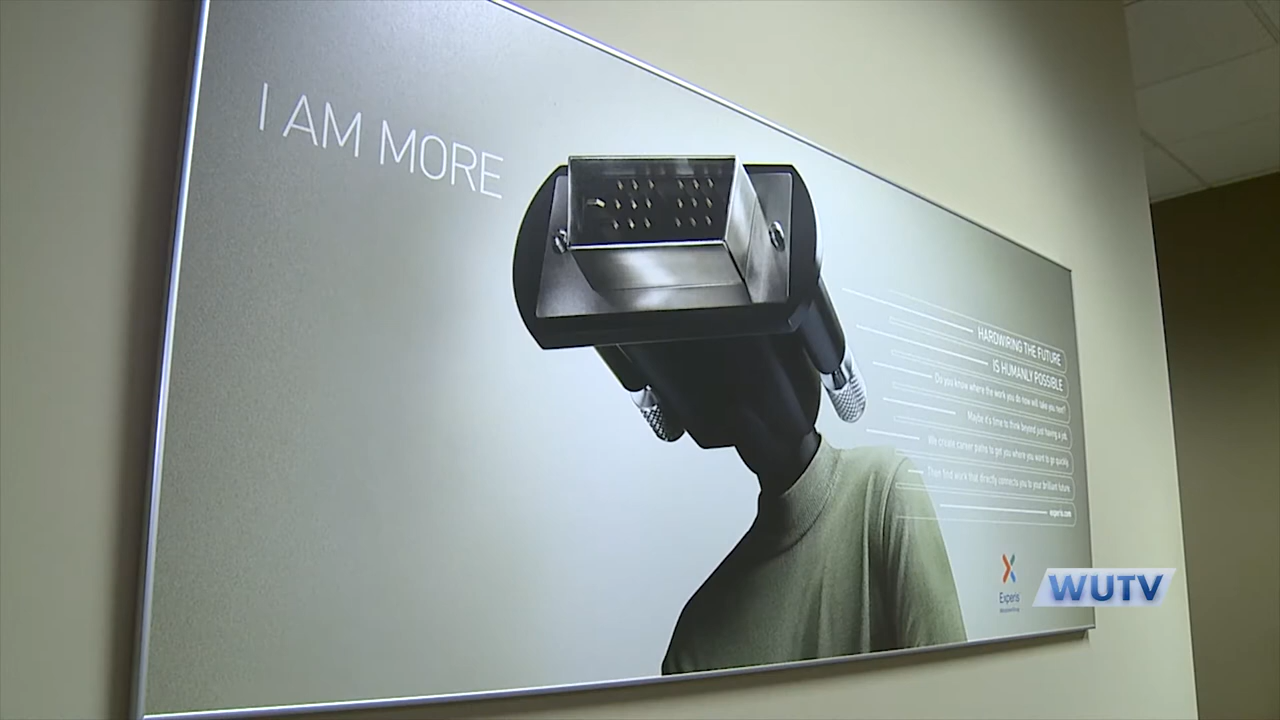 I AM MORE
HARDWIRING THE FUTURE
IS HUMANLY POSSIBLE
Do you know where the work you do now will take you next?
Maybe it's time to think beyond just having a job.
We create career paths to get you where you want to go quickly.
Then find work that directly connects you to your brilliant future.
experis.com
Experis
ManpowerGroup
WUTV